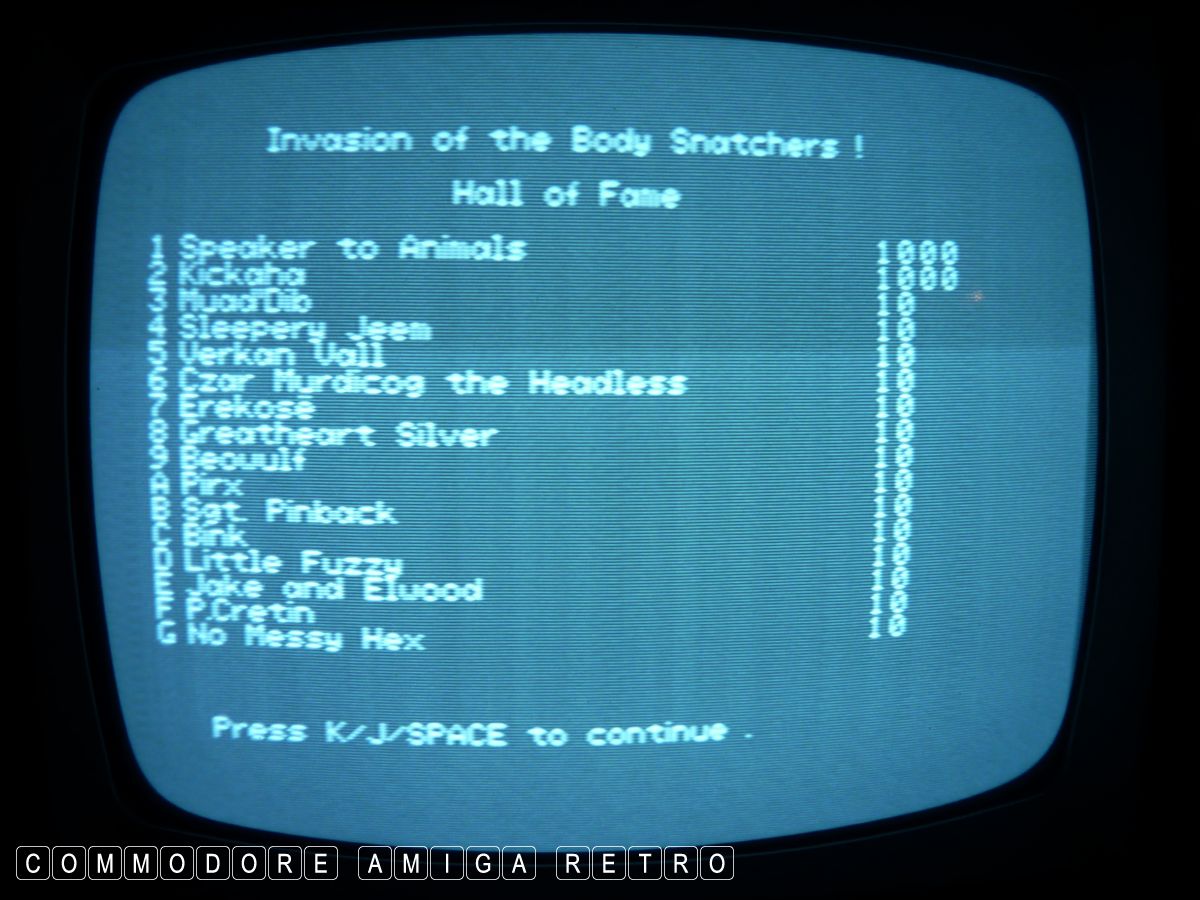 Invasion of the Body Snatchers !
Hall of Fame
1 Speaker to Animals 1000
2 Kickaha 1000
3 Muad'Dib 10
4 Sleepery Jeem 10
5 Verkan Vall 10
6 Czar Murdicog the Headless 10
7 Erekosë 10
8 Greatheart Silver 10
9 Beowulf 10
A Pirx 10
B Sgt. Pinback 10
C Bink 10
D Little Fuzzy 10
E Jake and Elwood 10
F P.Cretin 10
G No Messy Hex 10
Press K/J/SPACE to continue .
COMMODORE AMIGA RETRO